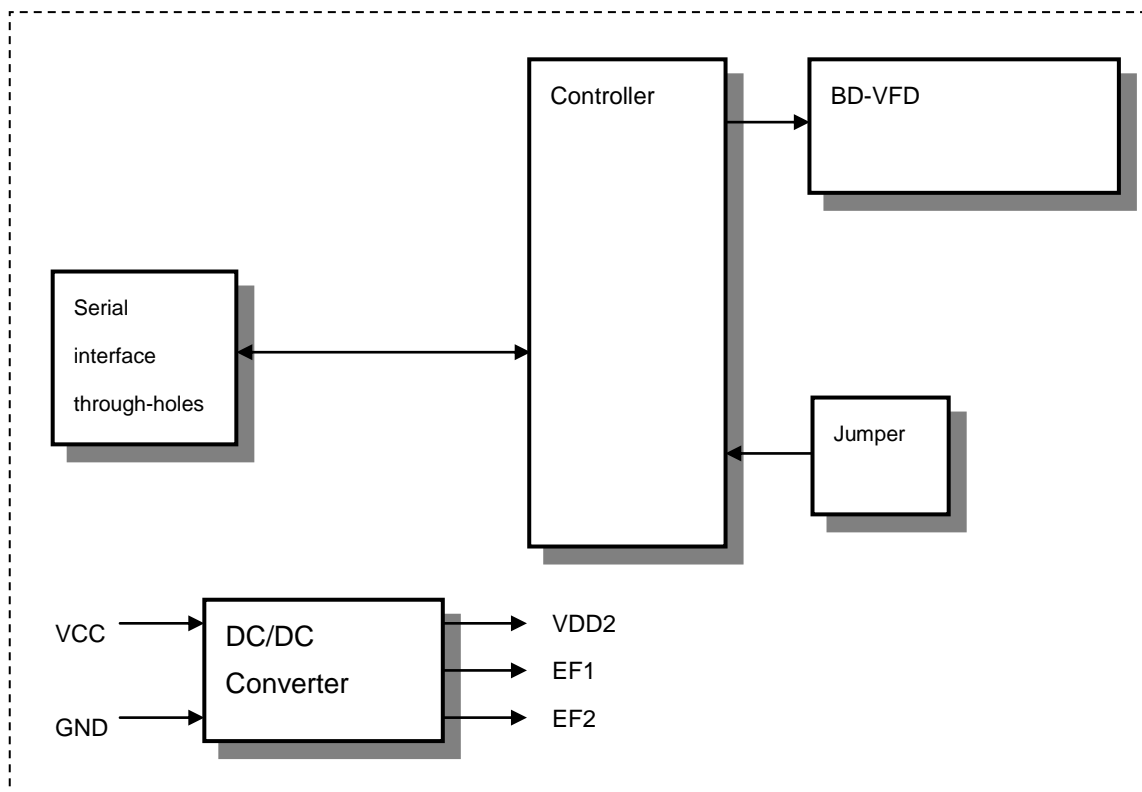 Controller
BD-VFD
Serial
interface
through-holes
Jumper
VCC
GND
DC/DC
Converter
VDD2
EF1
EF2